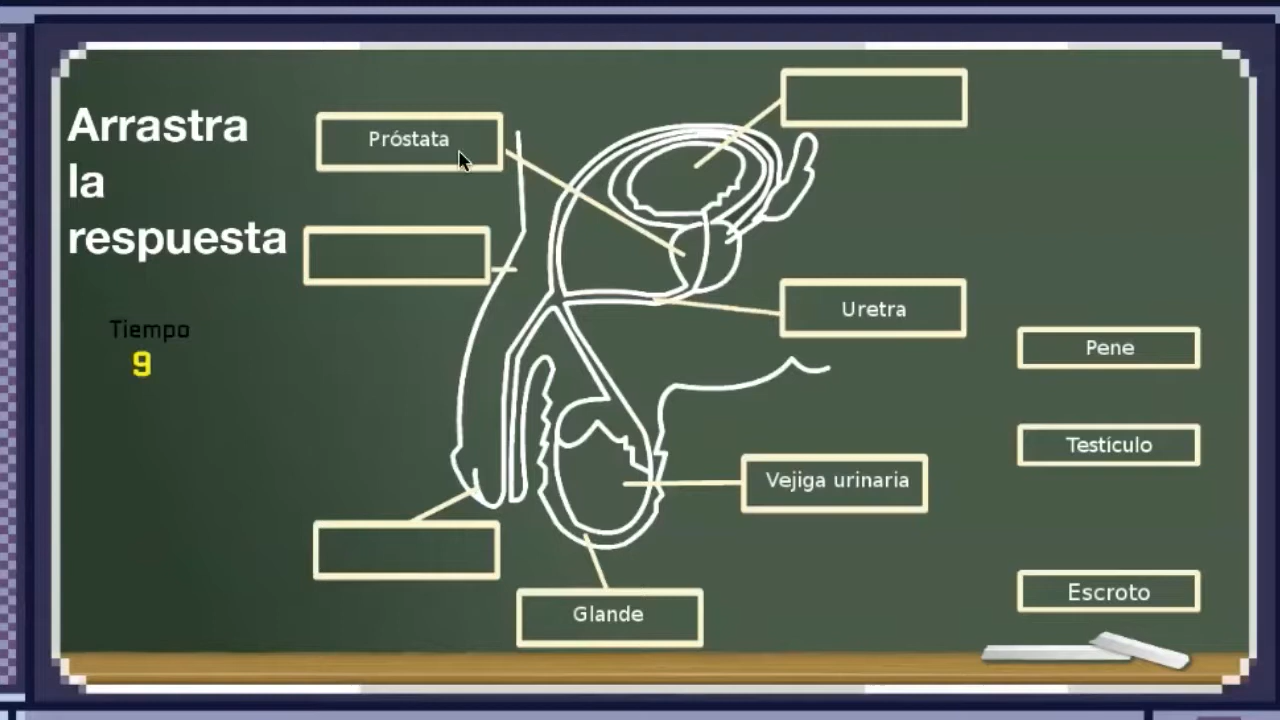 Arrastra
la
respuesta
Tiempo
9
Próstata
Uretra
Vejiga urinaria
Glande
Pene
Testículo
Escroto